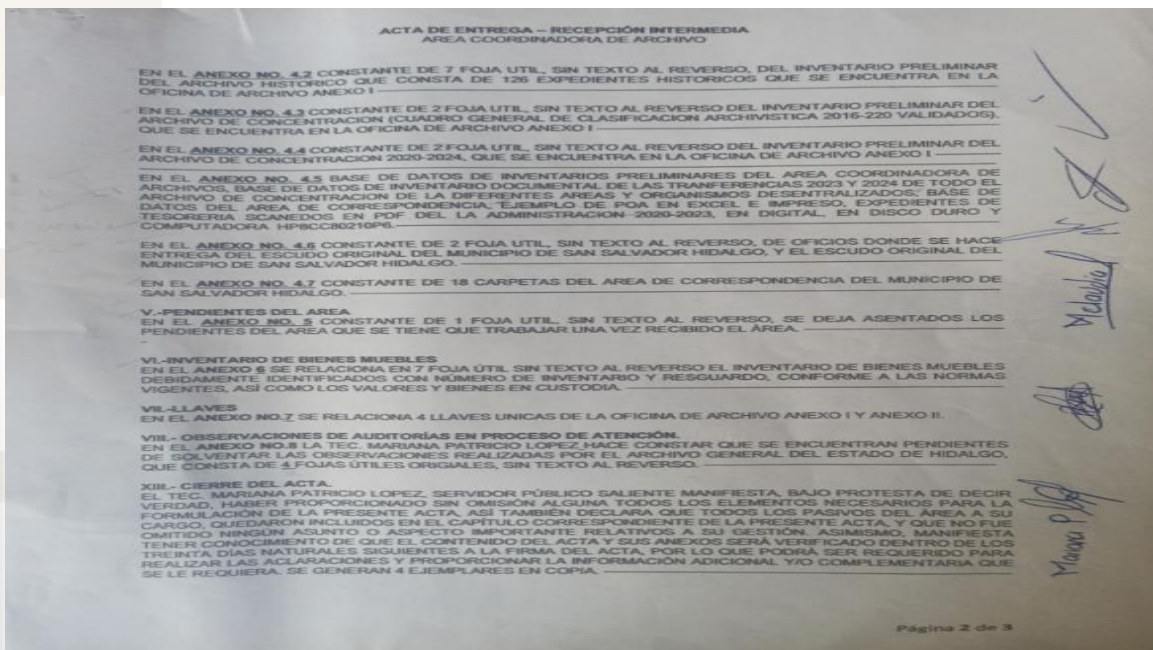 ACTA DE ENTREGA – RECEPCIÓN INTERMEDIA
AREA COORDINADORA DE ARCHIVO
EN EL ANEXO NO. 4.2 CONSTANTE DE 7 FOJA UTIL, SIN TEXTO AL REVERSO, DEL INVENTARIO PRELIMINAR
DEL ARCHIVO HISTORICO QUE CONSTA DE 126 EXPEDIENTES HISTORICOS QUE SE ENCUENTRA EN LA
OFICINA DE ARCHIVO ANEXO I
EN EL ANEXO NO. 4.3 CONSTANTE DE 2 FOJA UTIL, SIN TEXTO AL REVERSO DEL INVENTARIO PRELIMINAR DEL
ARCHIVO DE CONCENTRACION (CUADRO GENERAL DE CLASIFICACION ARCHIVISTICA 2016-220 VALIDADOS),
QUE SE ENCUENTRA EN LA OFICINA DE ARCHIVO ANEXO I
EN EL ANEXO NO. 4.4 CONSTANTE DE 2 FOJA UTIL, SIN TEXTO AL REVERSO DEL INVENTARIO PRELIMINAR DEL
ARCHIVO DE CONCENTRACION 2020-2024, QUE SE ENCUENTRA EN LA OFICINA DE ARCHIVO ANEXO I
EN EL ANEXO NO. 4.5 BASE DE DATOS DE INVENTARIOS PRELIMINARES DEL AREA COORDINADORA DE
ARCHIVOS, BASE DE DATOS DE INVENTARIO DOCUMENTAL DE LAS TRANFERENCIAS 2023 Y 2024 DE TODO EL
ARCHIVO DE CONCENTRACION DE LA DIFERENTES AREAS Y ORGANISMOS DESENTRALIZADOS, BASE DE
DATOS DEL AREA DE CORRESPONDENCIA, EJEMPLO DE POA EN EXCEL E IMPRESO, EXPEDIENTES DE
TESORERIA SCANEDOS EN PDF DEL LA ADMINISTRACION 2020-2023, EN DIGITAL, EN DISCO DURO Y
COMPUTADORA HP8CC80210P6.
EN EL ANEXO NO. 4.6 CONSTANTE DE 2 FOJA UTIL, SIN TEXTO AL REVERSO, DE OFICIOS DONDE SE HACE
ENTREGA DEL ESCUDO ORIGINAL DEL MUNICIPIO DE SAN SALVADOR HIDALGO, Y EL ESCUDO ORIGINAL DEL
MUNICIPIO DE SAN SALVADOR HIDALGO.
EN EL ANEXO NO. 4.7 CONSTANTE DE 18 CARPETAS DEL AREA DE CORRESPONDENCIA DEL MUNICIPIO DE
SAN SALVADOR HIDALGO.
V.-PENDIENTES DEL AREA
EN EL ANEXO NO. 5 CONSTANTE DE 1 FOJA UTIL, SIN TEXTO AL REVERSO, SE DEJA ASENTADOS LOS
PENDIENTES DEL AREA QUE SE TIENE QUE TRABAJAR UNA VEZ RECIBIDO EL ÁREA.
VI.-INVENTARIO DE BIENES MUEBLES
EN EL ANEXO 6 SE RELACIONA EN 7 FOJA ÚTIL SIN TEXTO AL REVERSO EL INVENTARIO DE BIENES MUEBLES
DEBIDAMENTE IDENTIFICADOS CON NÚMERO DE INVENTARIO Y RESGUARDO, CONFORME A LAS NORMAS
VIGENTES, ASÍ COMO LOS VALORES Y BIENES EN CUSTODIA.
VII.-LLAVES
EN EL ANEXO NO.7 SE RELACIONA 4 LLAVES UNICAS DE LA OFICINA DE ARCHIVO ANEXO I Y ANEXO II.
VIII.- OBSERVACIONES DE AUDITORÍAS EN PROCESO DE ATENCIÓN.
EN EL ANEXO NO.8 LA TEC. MARIANA PATRICIO LOPEZ HACE CONSTAR QUE SE ENCUENTRAN PENDIENTES
DE SOLVENTAR LAS OBSERVACIONES REALIZADAS POR EL ARCHIVO GENERAL DEL ESTADO DE HIDALGO,
QUE CONSTA DE 4 FOJAS ÚTILES ORIGIALES, SIN TEXTO AL REVERSO.
XIII.- CIERRE DEL ACTA.
EL TEC. MARIANA PATRICIO LOPEZ, SERVIDOR PÚBLICO SALIENTE MANIFIESTA, BAJO PROTESTA DE DECIR
VERDAD, HABER PROPORCIONADO SIN OMISIÓN ALGUNA TODOS LOS ELEMENTOS NECESARIOS PARA LA
FORMULACIÓN DE LA PRESENTE ACTA, ASÍ TAMBIÉN DECLARA QUE TODOS LOS PASIVOS DEL ÁREA A SU
CARGO, QUEDARON INCLUIDOS EN EL CAPÍTULO CORRESPONDIENTE DE LA PRESENTE ACTA, Y QUE NO FUE
OMITIDO NINGÚN ASUNTO O ASPECTO IMPORTANTE RELATIVOS A SU GESTIÓN. ASIMISMO, MANIFIESTA
TENER CONOCIMIENTO DE QUE EL CONTENIDO DEL ACTA Y SUS ANEXOS SERÁ VERIFICADO DENTRO DE LOS
TREINTA DÍAS NATURALES SIGUIENTES A LA FIRMA DEL ACTA, POR LO QUE PODRÁ SER REQUERIDO PARA
REALIZAR LAS ACLARACIONES Y PROPORCIONAR LA INFORMACIÓN ADICIONAL Y/O COMPLEMENTARIA QUE
SE LE REQUIERA. SE GENERAN 4 EJEMPLARES EN COPIA.
Página 2 de 3